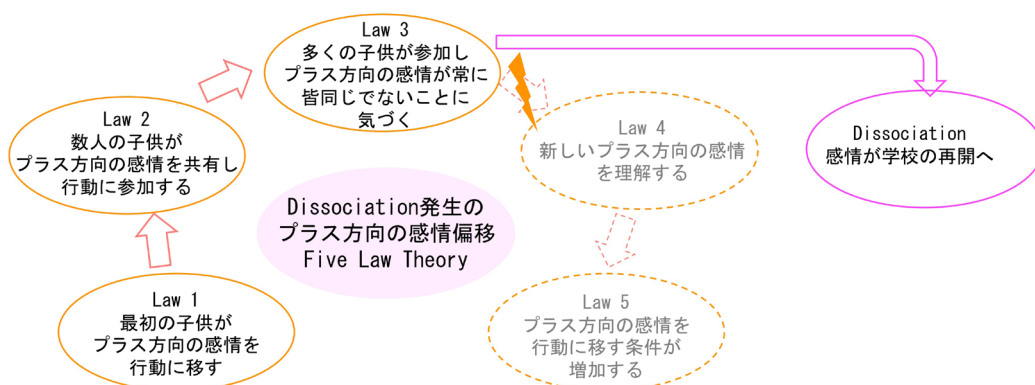 Law 1
最初の子供が
プラス方向の感情を
行動に移す
Law 2
数人の子供が
プラス方向の感情を共有し
行動に参加する
Law 3
多くの子供が参加し
プラス方向の感情が常に
皆同じでないことに
気づく
Law 4
新しいプラス方向の感情
を理解する
Law 5
プラス方向の感情を
行動に移す条件が
増加する
Dissociation
感情が学校の再開へ
Dissociation発生の
プラス方向の感情偏移
Five Law Theory